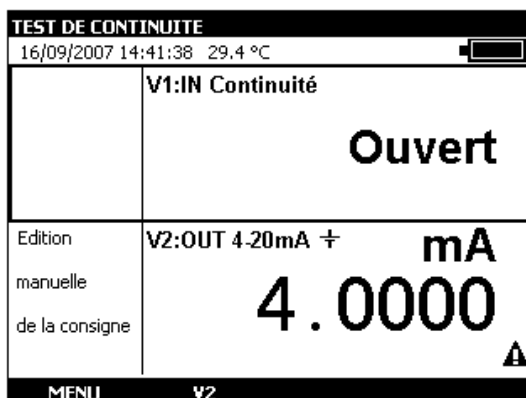 TEST DE CONTINUITE
16/09/2007 14:41:38 29.4 °C
V1:IN Continuité
Ouvert
Edition
manuelle
de la consigne
V2:OUT 4-20mA
mA
4.0000
MENU V2